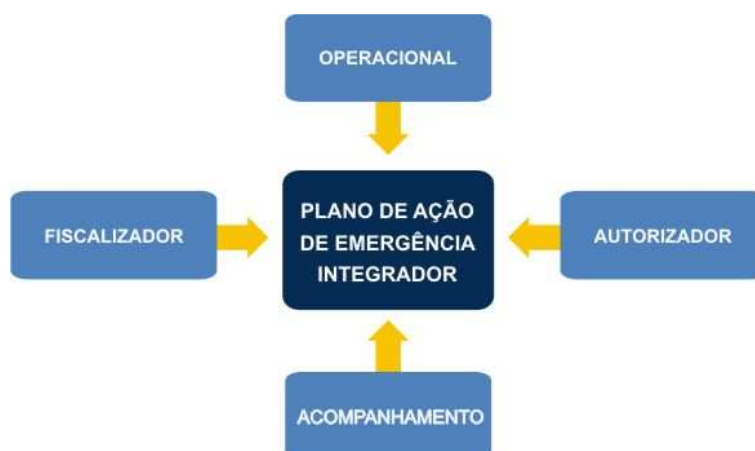 OPERACIONAL
FISCALIZADOR
PLANO DE AÇÃO
DE EMERGÊNCIA
INTEGRADOR
AUTORIZADOR
ACOMPANHAMENTO